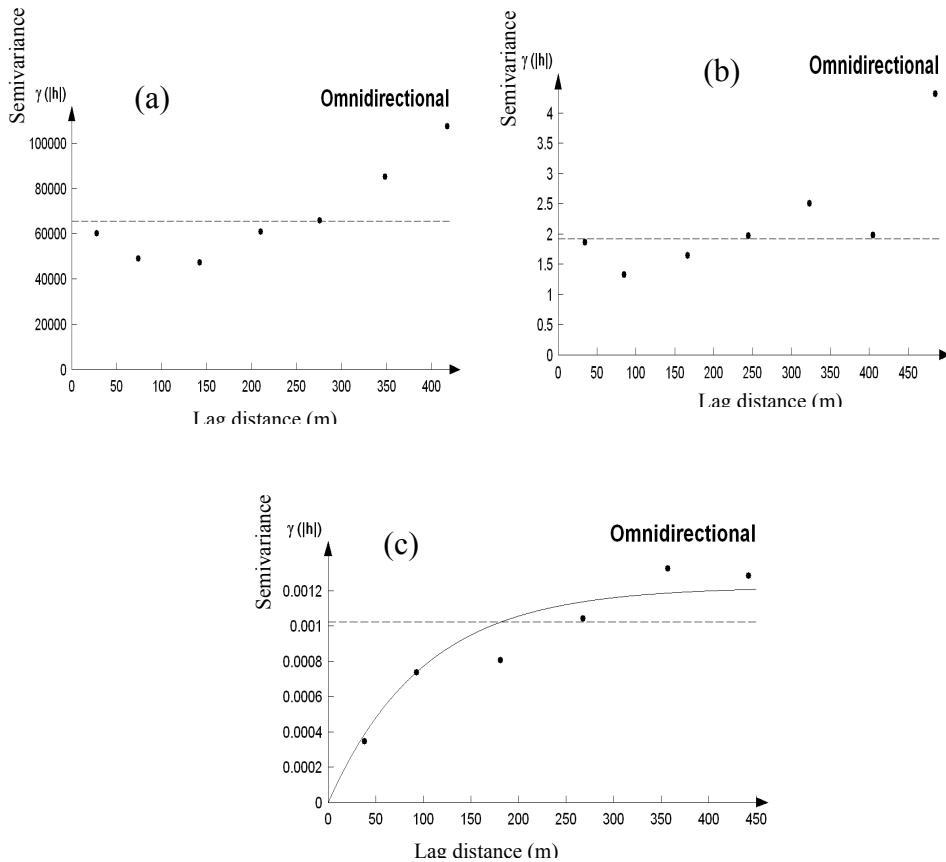 Semivariance
γ (|h|)
(a)
Omnidirectional
100000
80000
60000
40000
20000
0
0 50 100 150 200 250 300 350 400
Lag distance (m)
Semivariance
γ (|h|)
(b)
Omnidirectional
4
3.5
3
2.5
2
1.5
1
0.5
0
0 50 100 150 200 250 300 350 400 450
Lag distance (m)
Semivariance
γ (|h|)
(c)
Omnidirectional
0.0012
0.001
0.0008
0.0006
0.0004
0.0002
0
0 50 100 150 200 250 300 350 400 450
Lag distance (m)